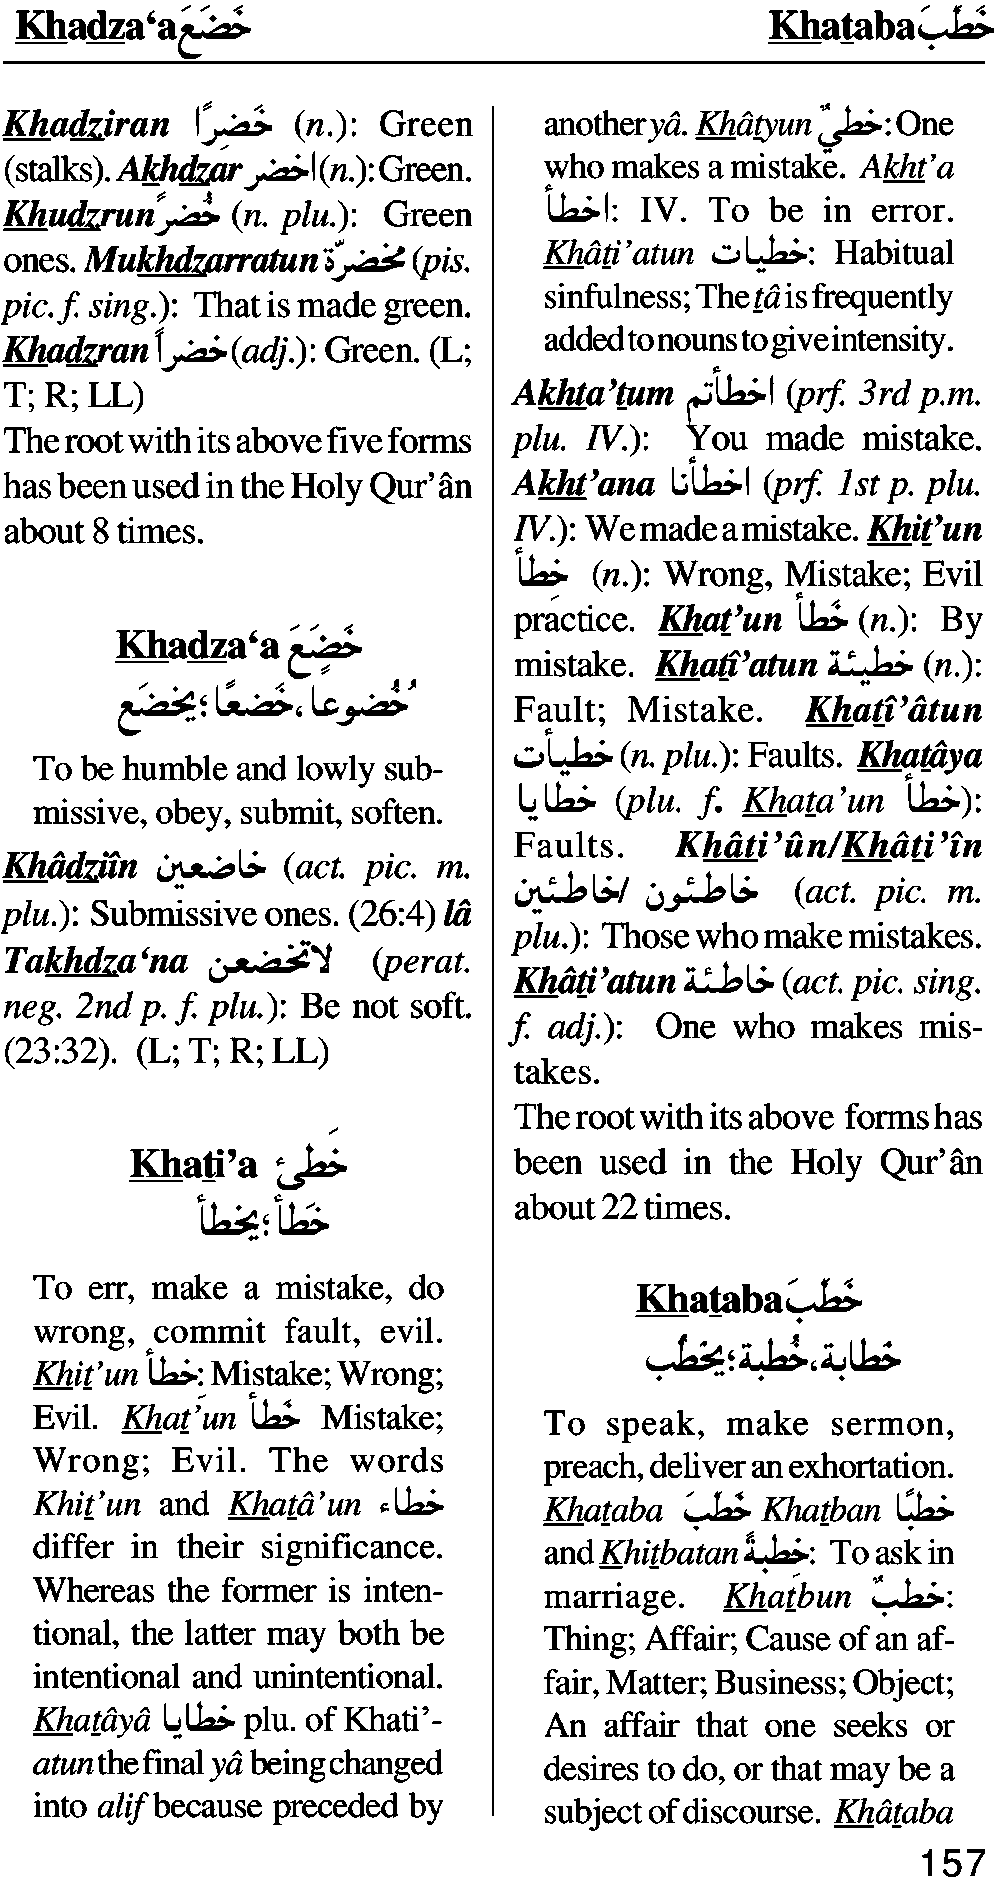 Khadza‘a خَضَعَ
Khataba خَطَبَ
Khadziran خَضِرًا (n.): Green
(stalks). Akhdzar اخضر (n.): Green.
Khudzrun خُضرٌ (n. plu.): Green
ones. Mukhdzarratun مخضرّة (pis.
pic. f. sing.): That is made green.
Khadzran خضراً (adj.): Green. (L;
T; R; LL)
The root with its above five forms
has been used in the Holy Qur’ân
about 8 times.
Khadza‘a خَضَعَ
خُضوعا، خَضعًا؛ يخضَع
To be humble and lowly sub-
missive, obey, submit, soften.
Khâdziîn خاضعين (act. pic. m.
plu.): Submissive ones. (26:4) lâ
Takhdza‘na لاتخضعن (perat.
neg. 2nd p. f. plu.): Be not soft.
(23:32). (L; T; R; LL)
Khati’a خَطئ
خَطأ؛ يخطأ
To err, make a mistake, do
wrong, commit fault, evil.
Khit’un خطأ: Mistake; Wrong;
Evil. Khat’un خَطأ Mistake;
Wrong; Evil. The words
Khit’un and Khatâ’un خطاء
differ in their significance.
Whereas the former is inten-
tional, the latter may both be
intentional and unintentional.
Khatâyâ خطايا plu. of Khati’-
atun the final yâ being changed
into alif because preceded by
another yâ. Khâtyun خطيٌ: One
who makes a mistake. Akht’a
اخطأ: IV. To be in error.
Khâti’atun خطيات: Habitual
sinfulness; The tâ is frequently
added to nouns to give intensity.
Akhta’tum اخطأتم (prf. 3rd p.m.
plu. IV.): You made mistake.
Akht’ana اخطأنا (prf. 1st p. plu.
IV.): We made a mistake. Khit’un
خِطأ (n.): Wrong, Mistake; Evil
practice. Khat’un خَطأ (n.): By
mistake. Khatî’atun خطيئة (n.):
Fault; Mistake. Khatî’âtun
خطيأت (n. plu.): Faults. Khatâya
خطايا (plu. f. Khata’un خطأ):
Faults. Khâti’ûn/Khâti’în
خاطئون /خاطئين (act. pic. m.
plu.): Those who make mistakes.
Khâti’atun خاطئة (act. pic. sing.
f. adj.): One who makes mis-
takes.
The root with its above forms has
been used in the Holy Qur’ân
about 22 times.
Khataba خَطَبَ
خطابة، خُطبة؛ يخطُب
To speak, make sermon,
preach, deliver an exhortation.
Khataba خَطَبَ Khatban خطبًا
and Khitbatan خِطبةً: To ask in
marriage. Khatbun خطبٌ:
Thing; Affair; Cause of an af-
fair, Matter; Business; Object;
An affair that one seeks or
desires to do, or that may be a
subject of discourse. Khâtaba
157